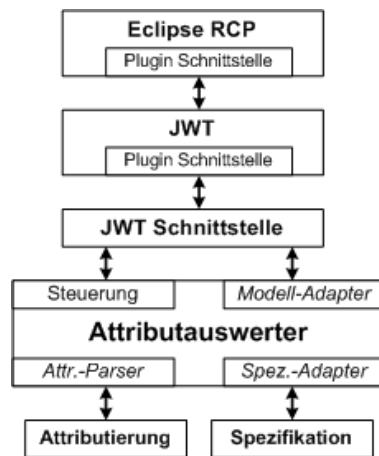 Eclipse RCP
Plugin Schnittstelle
JWT
Plugin Schnittstelle
JWT Schnittstelle
Steuerung
Modell-Adapter
Attributauswerter
Attr.-Parser
Spez.-Adapter
Attributierung
Spezifikation